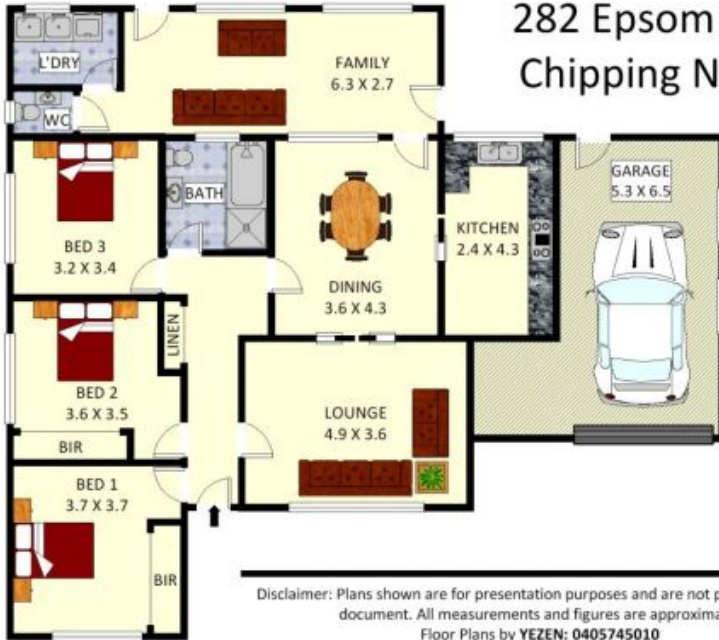 282 Epsom
Chipping N
L'DRY
FAMILY
6.3 X 2.7
WC
GARAGE
5.3 X 6.5
BATH
BED 3
3.2 X 3.4
KITCHEN
2.4 X 4.3
DINING
3.6 X 4.3
LINEN
BED 2
3.6 X 3.5
LOUNGE
4.9 X 3.6
BIR
BED 1
3.7 X 3.7
BIR
Disclaimer: Plans shown are for presentation purposes and are not p
document. All measurements and figures are approxima
Floor Plans by YEZEN: 0405745010